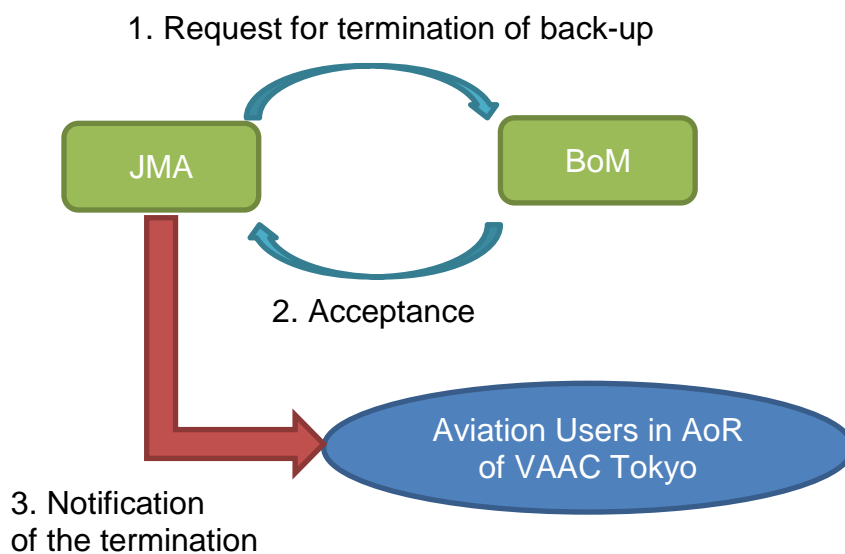 1. Request for termination of back-up
JMA
BoM
2. Acceptance
Aviation Users in AoR
of VAAC Tokyo
3. Notification
of the termination